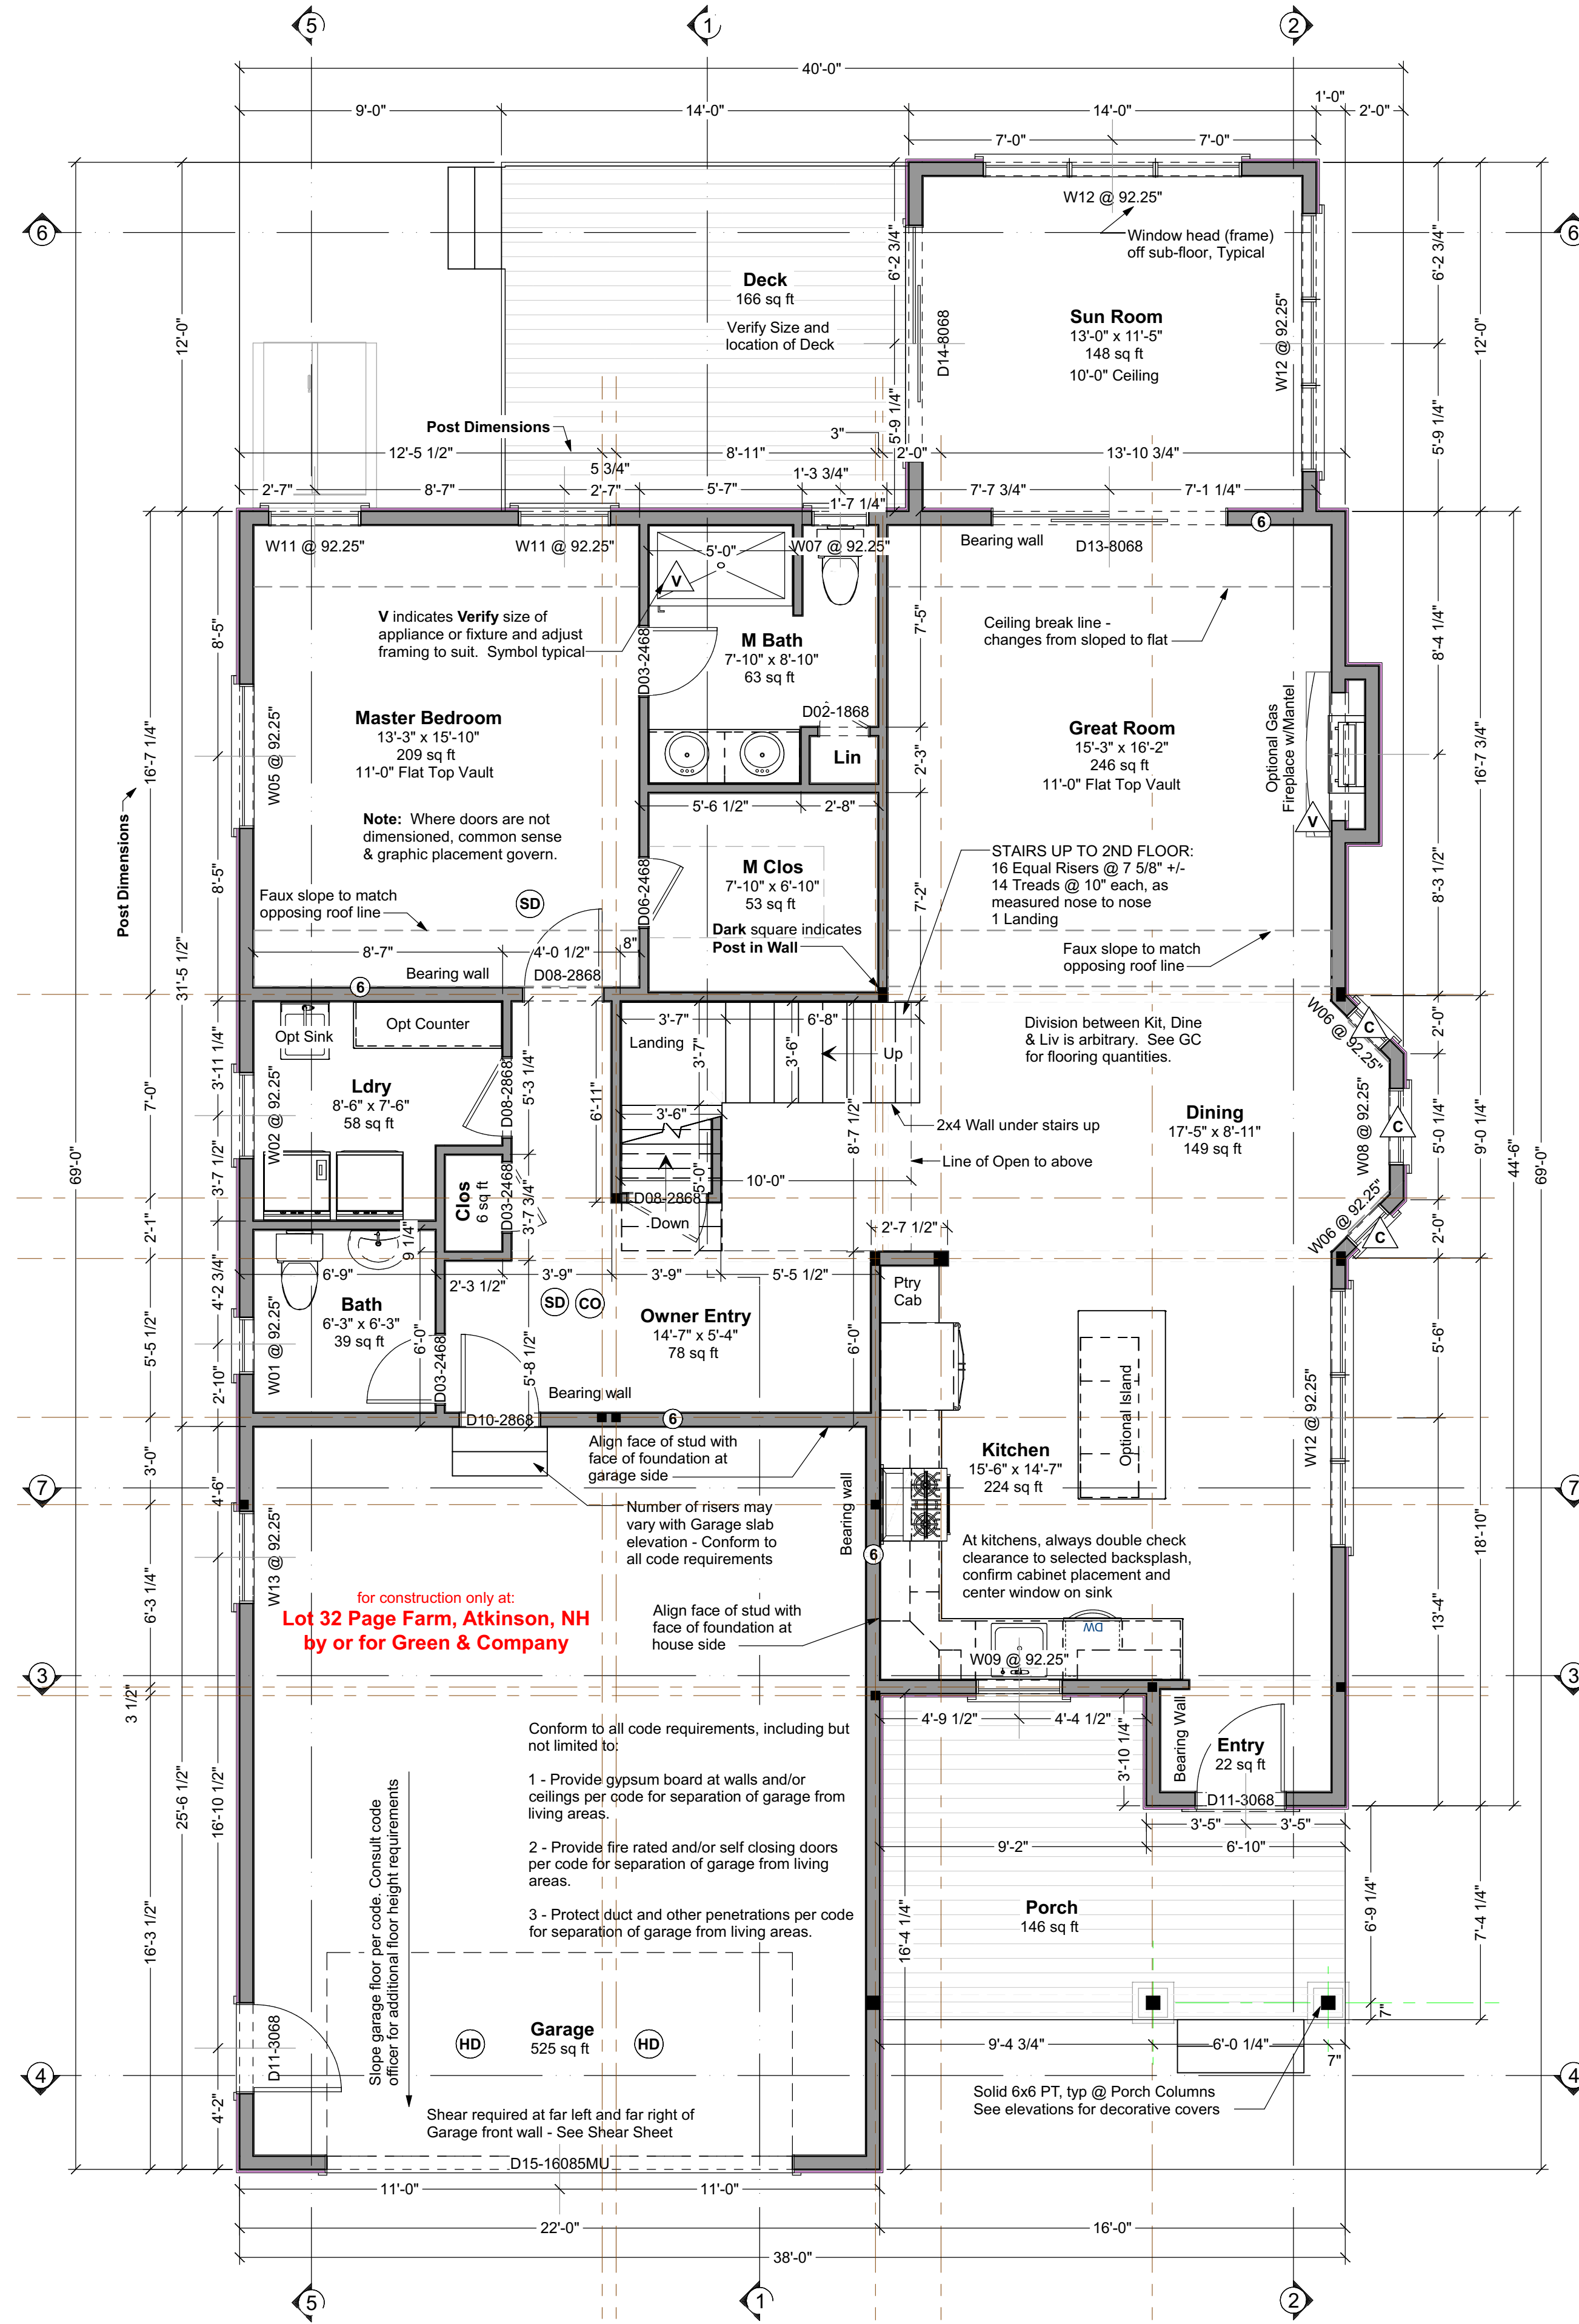 5
1
2
40'-0"
9'-0"
14'-0"
14'-0"
1'-0"
2'-0"
7'-0"
7'-0"
W12 @ 92.25"
6
6
Window head (frame)
off sub-floor, Typical
6'-2 3/4"
6'-2 3/4"
Deck
166 sq ft
Verify Size and
location of Deck
Sun Room
13'-0" x 11'-5"
148 sq ft
10'-0" Ceiling
D14-8068
W12 @ 92.25"
12'-0"
12'-0"
5'-9 1/4"
5'-9 1/4"
Post Dimensions
3"
12'-5 1/2"
8'-11"
2'-0"
13'-10 3/4"
5 3/4"
1'-3 3/4"
2'-7"
8'-7"
2'-7"
5'-7"
1'-7 1/4"
7'-7 3/4"
7'-1 1/4"
6
W11 @ 92.25"
W11 @ 92.25"
5'-0"
W07 @ 92.25"
Bearing wall
D13-8068
V
V indicates Verify size of
appliance or fixture and adjust
framing to suit. Symbol typical
Ceiling break line -
changes from sloped to flat
8'-5"
7'-5"
8'-4 1/4"
D03-2468
M Bath
7'-10" x 8'-10"
63 sq ft
D02-1868
Lin
2'-3"
Master Bedroom
13'-3" x 15'-10"
209 sq ft
11'-0" Flat Top Vault
W05 @ 92.25"
Great Room
15'-3" x 16'-2"
246 sq ft
11'-0" Flat Top Vault
Optional Gas
Fireplace w/Mantel
V
16'-7 1/4"
16'-7 3/4"
Post Dimensions
69'-0"
31'-5 1/2"
5'-6 1/2"
2'-8"
Note: Where doors are not
dimensioned, common sense
& graphic placement govern.
STAIRS UP TO 2ND FLOOR:
16 Equal Risers @ 7 5/8" +/-
14 Treads @ 10" each, as
measured nose to nose
1 Landing
M Clos
7'-10" x 6'-10"
53 sq ft
D06-2468
8'-5"
7'-2"
8'-3 1/2"
Faux slope to match
opposing roof line
SD
Dark square indicates
Post in Wall
Faux slope to match
opposing roof line
8'-7"
4'-0 1/2"
8"
Bearing wall
D08-2868
6
Opt Sink
Opt Counter
3'-7"
6'-8"
Landing
3'-7"
3'-6"
Up
Division between Kit, Dine
& Liv is arbitrary. See GC
for flooring quantities.
W06 @ 92.25"
C
2'-0"
3'-11 1/4"
7'-0"
Ldry
8'-6" x 7'-6"
58 sq ft
W02 @ 92.25"
D08-2868
5'-3 1/4"
6'-11"
3'-6"
8'-7 1/2"
2x4 Wall under stairs up
Dining
17'-5" x 8'-11"
149 sq ft
W08 @ 92.25"
C
5'-0 1/4"
9'-0 1/4"
44'-6"
69'-0"
Line of Open to above
3'-7 1/2"
Clos
6 sq ft
D03-2468
3'-7 3/4"
5'-0"
10'-0"
D08-2868
Down
2'-1"
9 1/4"
2'-7 1/2"
W06 @ 92.25"
C
2'-0"
4'-2 3/4"
6'-9"
2'-3 1/2"
3'-9"
3'-9"
5'-5 1/2"
Ptry
Cab
SD
CO
Bath
6'-3" x 6'-3"
39 sq ft
Owner Entry
14'-7" x 5'-4"
78 sq ft
5'-5 1/2"
2'-10"
W01 @ 92.25"
6'-0"
D03-2468
5'-8 1/2"
6'-0"
5'-6"
Optional Island
W12 @ 92.25"
Bearing wall
D10-2868
6
Align face of stud with
face of foundation at
garage side
Kitchen
15'-6" x 14'-7"
224 sq ft
3'-0"
4'-6"
7
7
Bearing wall
Number of risers may
vary with Garage slab
elevation - Conform to
all code requirements
6
At kitchens, always double check
clearance to selected backsplash,
confirm cabinet placement and
center window on sink
W13 @ 92.25"
6'-3 1/4"
18'-10"
13'-4"
for construction only at:
Lot 32 Page Farm, Atkinson, NH
by or for Green & Company
Align face of stud with
face of foundation at
house side
DW
W09 @ 92.25"
3
3
3 1/2"
4'-9 1/2"
4'-4 1/2"
3'-10 1/4"
Bearing Wall
Entry
22 sq ft
D11-3068
Conform to all code requirements, including but
not limited to:
1 - Provide gypsum board at walls and/or
ceilings per code for separation of garage from
living areas.
2 - Provide fire rated and/or self closing doors
per code for separation of garage from living
areas.
3 - Protect duct and other penetrations per code
for separation of garage from living areas.
3'-5"
3'-5"
9'-2"
6'-10"
25'-6 1/2"
16'-10 1/2"
16'-3 1/2"
Slope garage floor per code. Consult code
officer for additional floor height requirements
Porch
146 sq ft
16'-4 1/4"
6'-9 1/4"
7'-4 1/4"
7"
D11-3068
HD
Garage
525 sq ft
HD
9'-4 3/4"
6'-0 1/4"
7"
4
4
4'-2"
Shear required at far left and far right of
Garage front wall - See Shear Sheet
Solid 6x6 PT, typ @ Porch Columns
See elevations for decorative covers
D15-16085MU
11'-0"
11'-0"
22'-0"
16'-0"
38'-0"
5
1
2